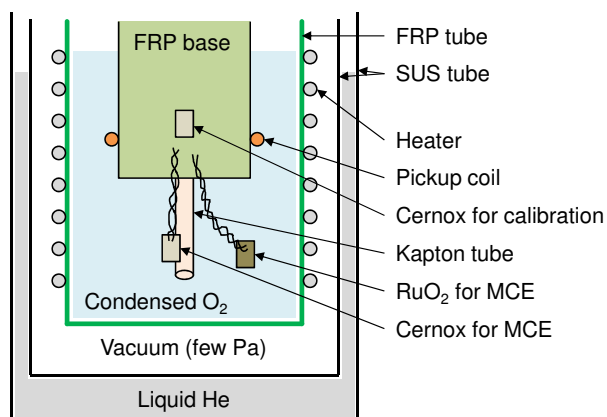 FRP base
FRP tube
SUS tube
Heater
Pickup coil
Cernox for calibration
Kapton tube
RuO₂ for MCE
Cernox for MCE
Condensed O₂
Vacuum (few Pa)
Liquid He